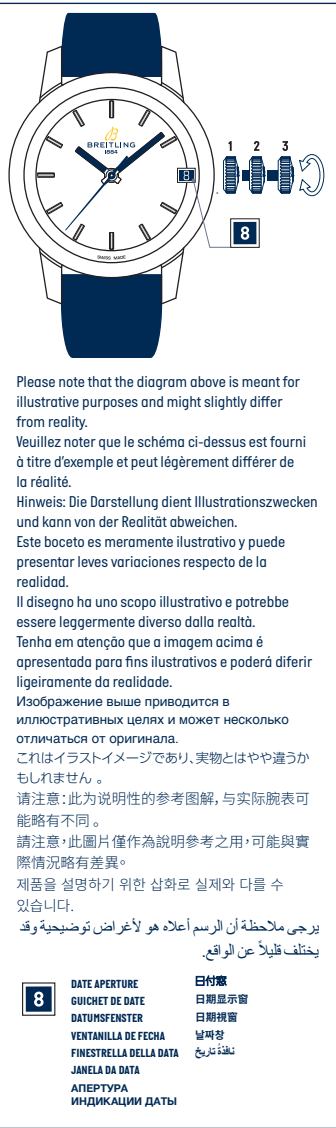 BREITLING
1884
8
SWISS MADE
1 2 3
8
Please note that the diagram above is meant for
illustrative purposes and might slightly differ
from reality.
Veuillez noter que le schéma ci-dessus est fourni
à titre d'exemple et peut légèrement différer de
la réalité.
Hinweis: Die Darstellung dient Illustrationszwecken
und kann von der Realität abweichen.
Este boceto es meramente ilustrativo y puede
presentar leves variaciones respecto de la
realidad.
Il disegno ha uno scopo illustrativo e potrebbe
essere leggermente diverso dalla realtà.
Tenha em atenção que a imagem acima é
apresentada para fins ilustrativos e poderá diferir
ligeiramente da realidade.
Изображение выше приводится в
иллюстративных целях и может несколько
отличаться от оригинала.
これはイラストイメージであり、実物とはやや違うか
もしれません 。
请注意：此为说明性的参考图解，与实际腕表可
能略有不同 。
請注意，此圖片僅作為說明參考之用，可能與實
際情況略有差異。
제품을 설명하기 위한 삽화로 실제와 다를 수
있습니다.
يرجى ملاحظة أن الرسم أعلاه هو لأغراض توضيحية وقد
يختلف قليلاً عن الواقع.
8
DATE APERTURE
GUICHET DE DATE
DATUMSFENSTER
VENTANILLA DE FECHA
FINESTRELLA DELLA DATA
JANELA DA DATA
АПЕРТУРА
ИНДИКАЦИИ ДАТЫ
日付窓
日期显示窗
日期視窗
날짜창
نافذةُ تاريخ